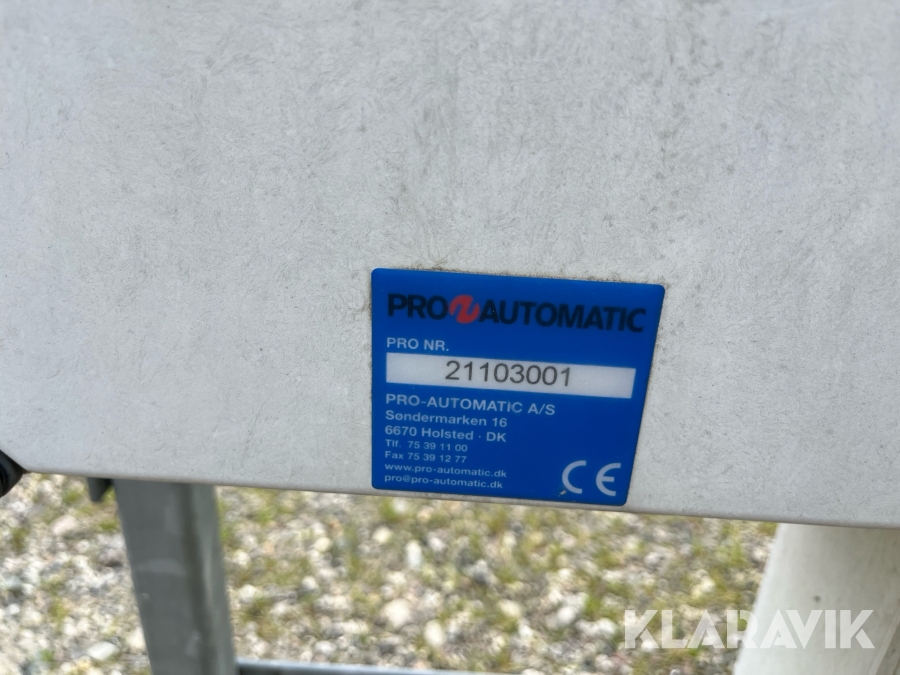 PRO AUTOMATIC
PRO NR.
21103001
PRO-AUTOMATIC A/S
Søndermarken 16
6670 Holsted · DK
Tlf. 75 39 11 00
Fax 75 39 12 77
www.pro-automatic.dk
pro@pro-automatic.dk
CE
KLARAVIK